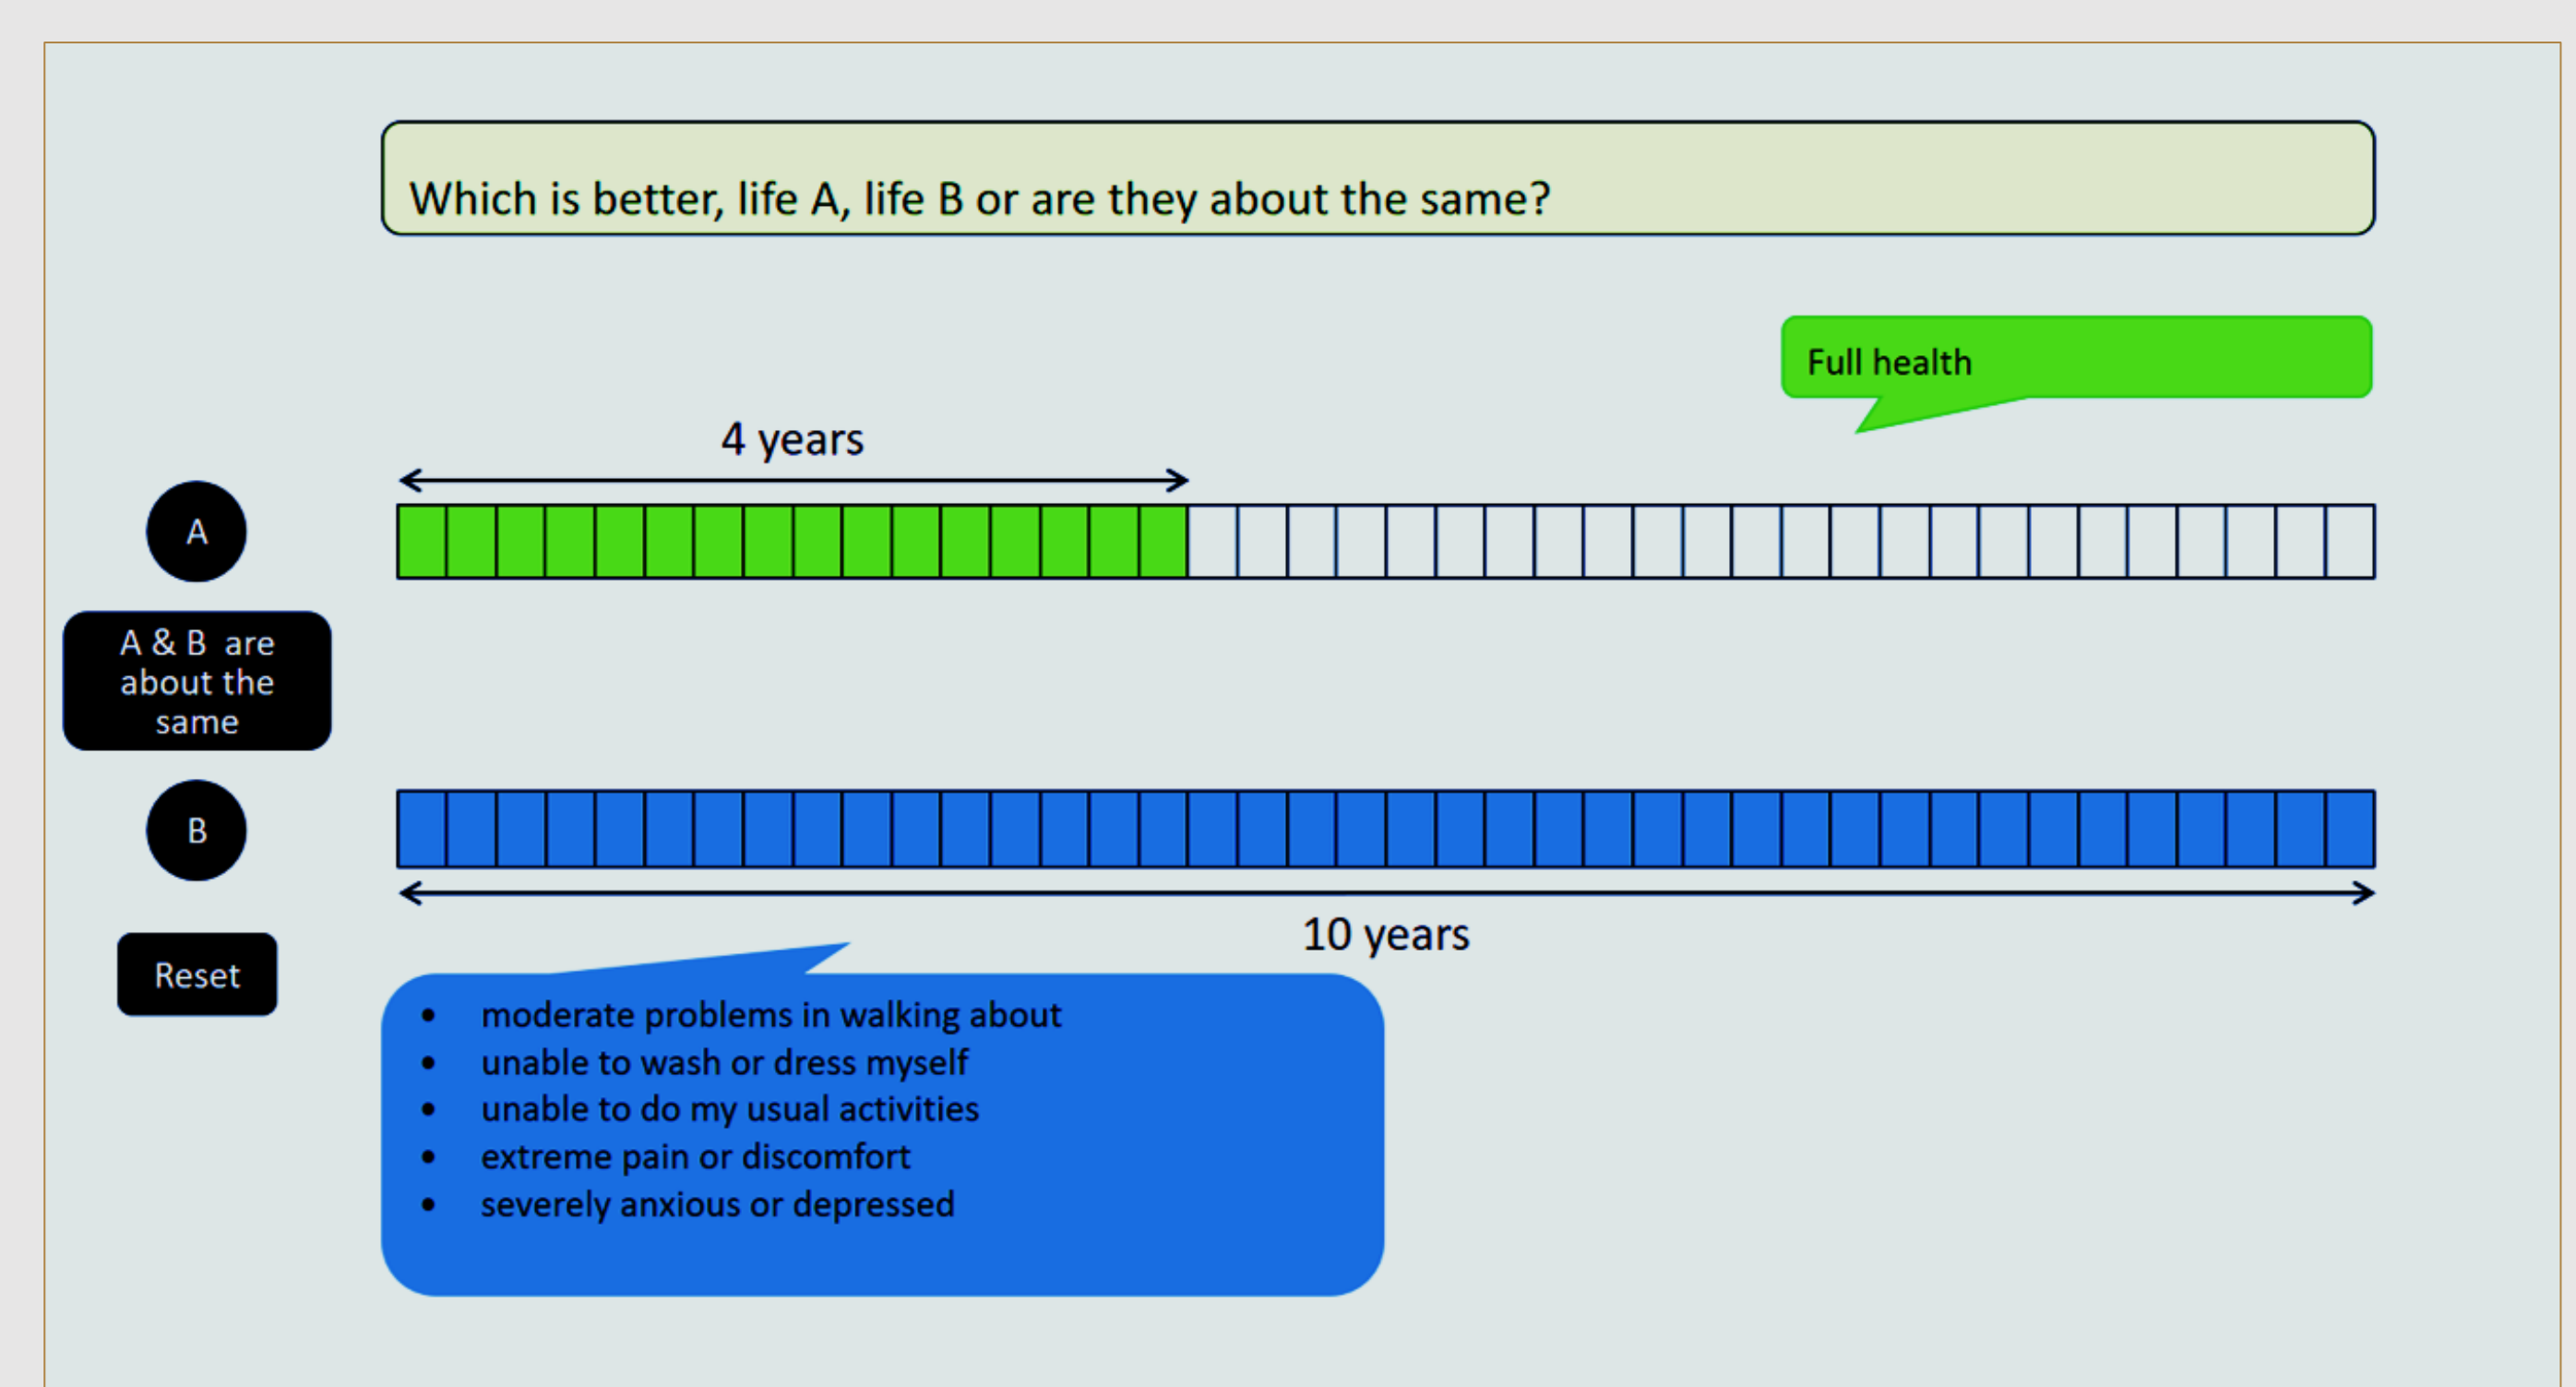 Which is better, life A, life B or are they about the same?
Full health
4 years
A
A & B are
about the
same
B
10 years
Reset
• moderate problems in walking about
• unable to wash or dress myself
• unable to do my usual activities
• extreme pain or discomfort
• severely anxious or depressed